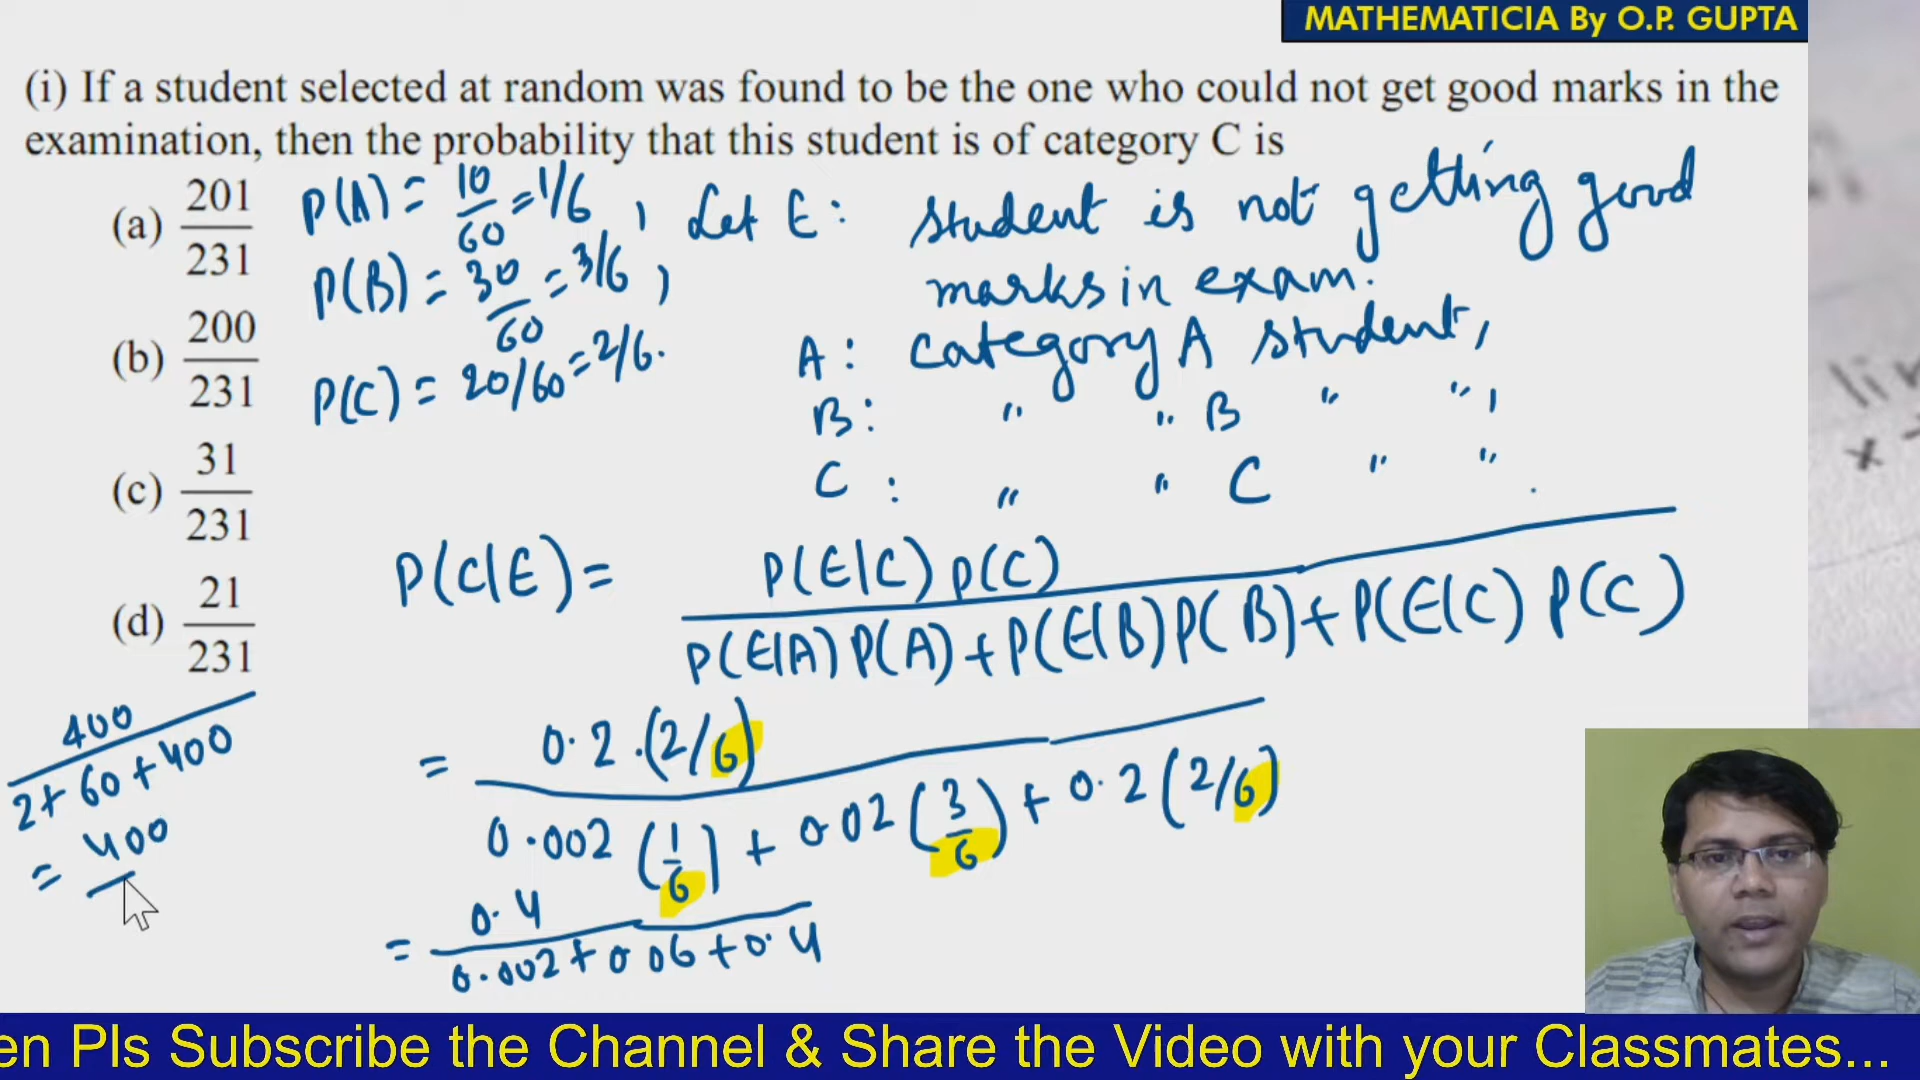 MATHEMATICIA By O.P. GUPTA
(i) If a student selected at random was found to be the one who could not get good marks in the
examination, then the probability that this student is of category C is
(a) 201/231
(b) 200/231
(c) 31/231
(d) 21/231
P(A) = 10/60 = 1/6 ,
P(B) = 30/60 = 3/6 ,
P(C) = 20/60 = 2/6.
Let E : student is not getting good
marks in exam.
A : category A student,
B : " " B " " ,
C : " " C " " .
P(C|E) = P(E|C) P(C) / P(E|A) P(A) + P(E|B) P(B) + P(E|C) P(C)
= 0.2 . (2/6) / 0.002 (1/6) + 0.02 (3/6) + 0.2 (2/6)
= 0.4 / 0.002 + 0.06 + 0.4
400 / 2 + 60 + 400
= 400
lim
x
en Pls Subscribe the Channel & Share the Video with your Classmates...